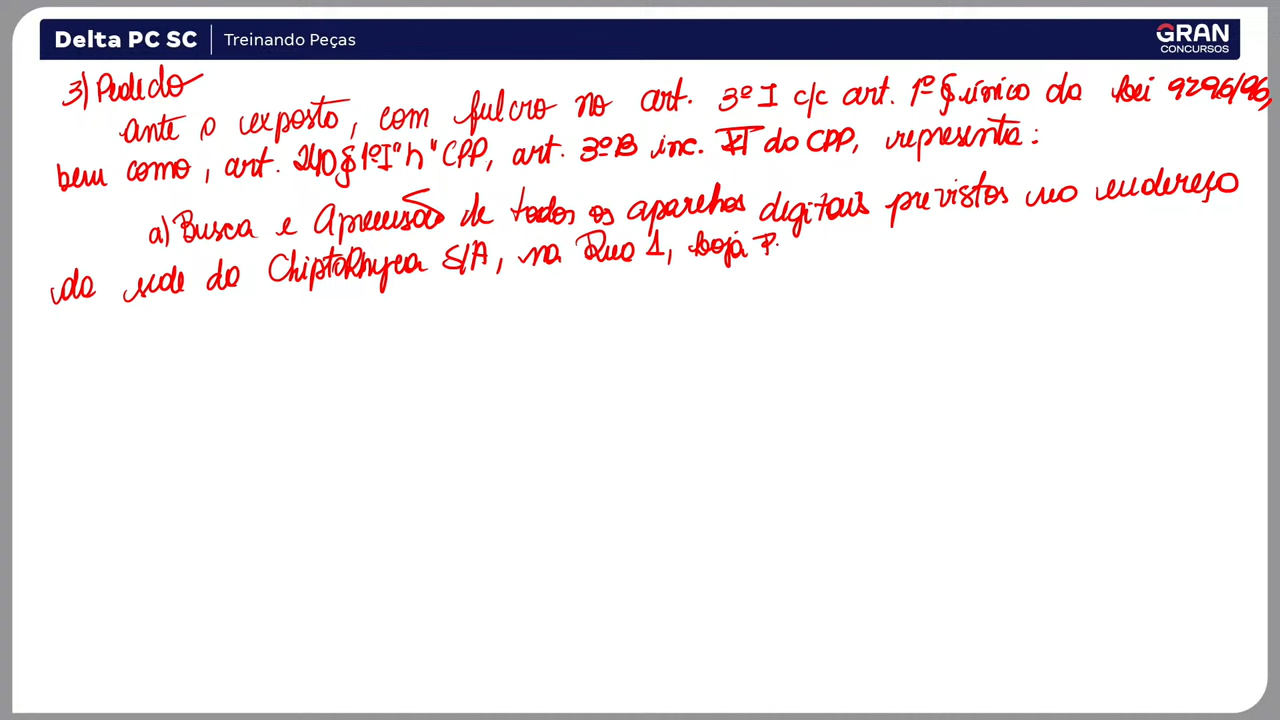 Delta PC SC | Treinando Peças
GRAN
CONCURSOS
3) Pedido
Ante o exposto, com fulcro no art. 3º I c/c art. 1º § único da Lei 9296/96,
bem como, art. 240 § 1º I "h" CPP, art. 3º B inc. XI do CPP, representa:
a) Busca e Apreensão de todos os aparelhos digitais previstos no endereço
da sede da ChiptoRhyea S/A, na Rua 1, Loja